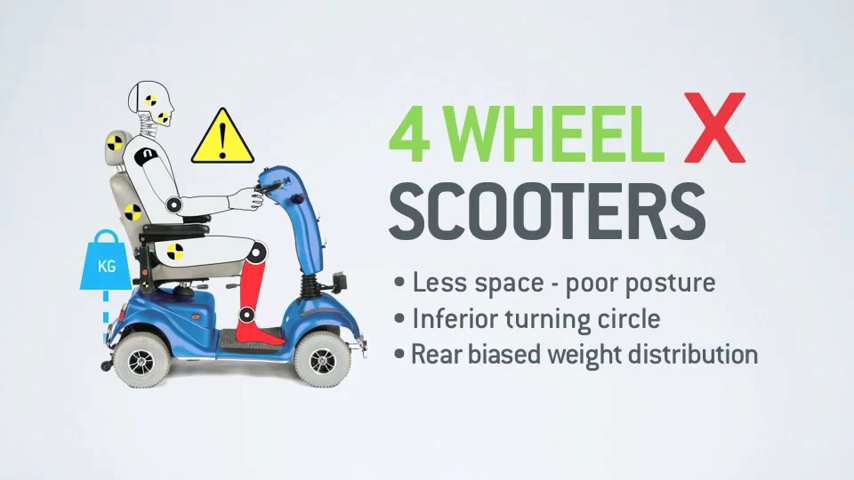 4 WHEEL X
SCOOTERS
• Less space - poor posture
• Inferior turning circle
• Rear biased weight distribution
KG